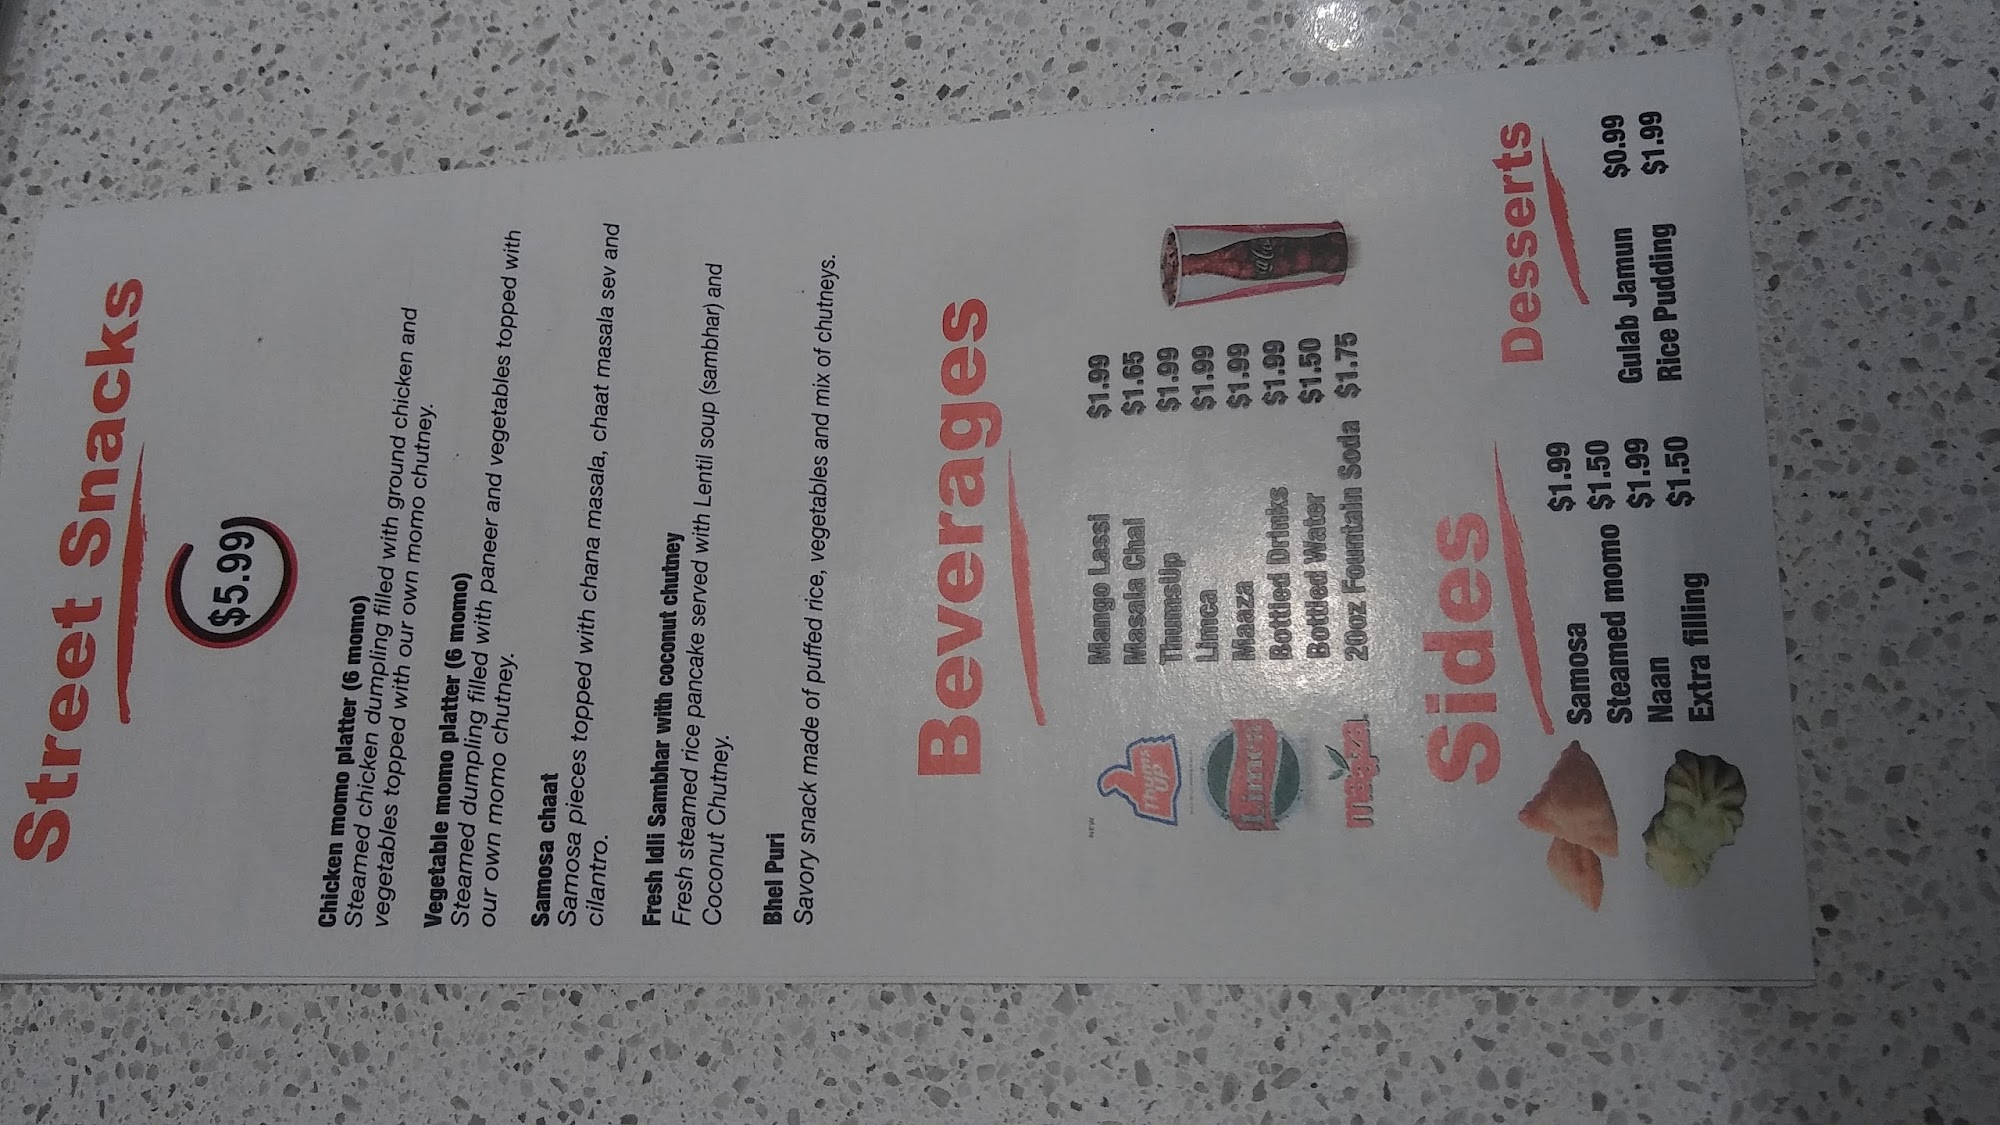 Street Snacks
$5.99
Chicken momo platter (6 momo)
Steamed chicken dumpling filled with ground chicken and
vegetables topped with our own momo chutney.
Vegetable momo platter (6 momo)
Steamed dumpling filled with paneer and vegetables topped with
our own momo chutney.
Samosa chaat
Samosa pieces topped with chana masala, chaat masala sev and
cilantro.
Fresh Idli Sambhar with coconut chutney
Fresh steamed rice pancake served with Lentil soup (sambhar) and
Coconut Chutney.
Bhel Puri
Savory snack made of puffed rice, vegetables and mix of chutneys.
Beverages
NEW
Thums Up
Limca
maaza
Mango Lassi $1.99
Masala Chai $1.65
ThumsUp $1.99
Limca $1.99
Maaza $1.99
Bottled Drinks $1.99
Bottled Water $1.50
20oz Fountain Soda $1.75
Sides
Samosa $1.99
Steamed momo $1.50
Naan $1.99
Extra filling $1.50
Desserts
Gulab Jamun $0.99
Rice Pudding $1.99